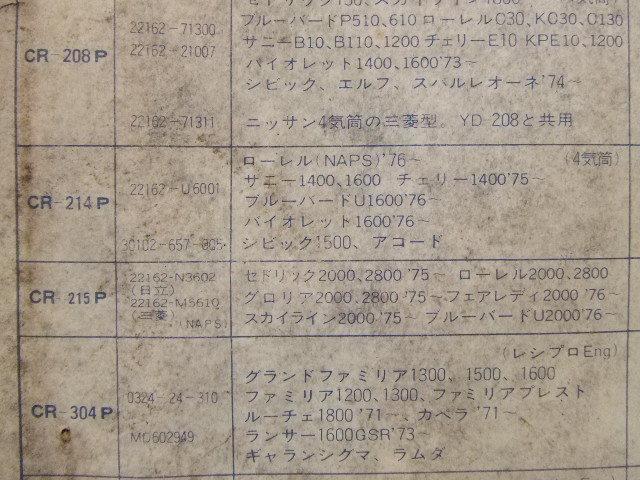 ブルーバードP510、610 ローレルC30、KC30、C130
22162-71300
サニーB10、B110、1200 チェリーE10 KPE10、1200
CR-208P
22162-21007
バイオレット1400、1600'73〜
シビック、エルフ、スバルレオーネ'74〜
22162-71311
ニッサン4気筒の三菱型。YD-208と共用
ローレル(NAPS)'76〜 (4気筒)
CR-214P
22162-U6001
サニー1400、1600 チェリー1400'75〜
ブルーバードU1600'76〜
バイオレット1600'76〜
30102-657-005
シビック1500、アコード
CR-215P
22162-N3602
(日立)
22162-M5610
(三菱)(NAPS)
セドリック2000、2800'75〜 ローレル2000、2800
グロリア2000、2800'75〜フェアレディ2000'76〜
スカイライン2000'75〜 ブルーバードU2000'76〜
(レシプロEng)
グランドファミリア1300、1500、1600
CR-304P
0324-24-310
ファミリア1200、1300、ファミリアプレスト
ルーチェ1800'71〜、カペラ'71〜
MD602949
ランサー1600GSR'73〜
ギャランシグマ、ラムダ